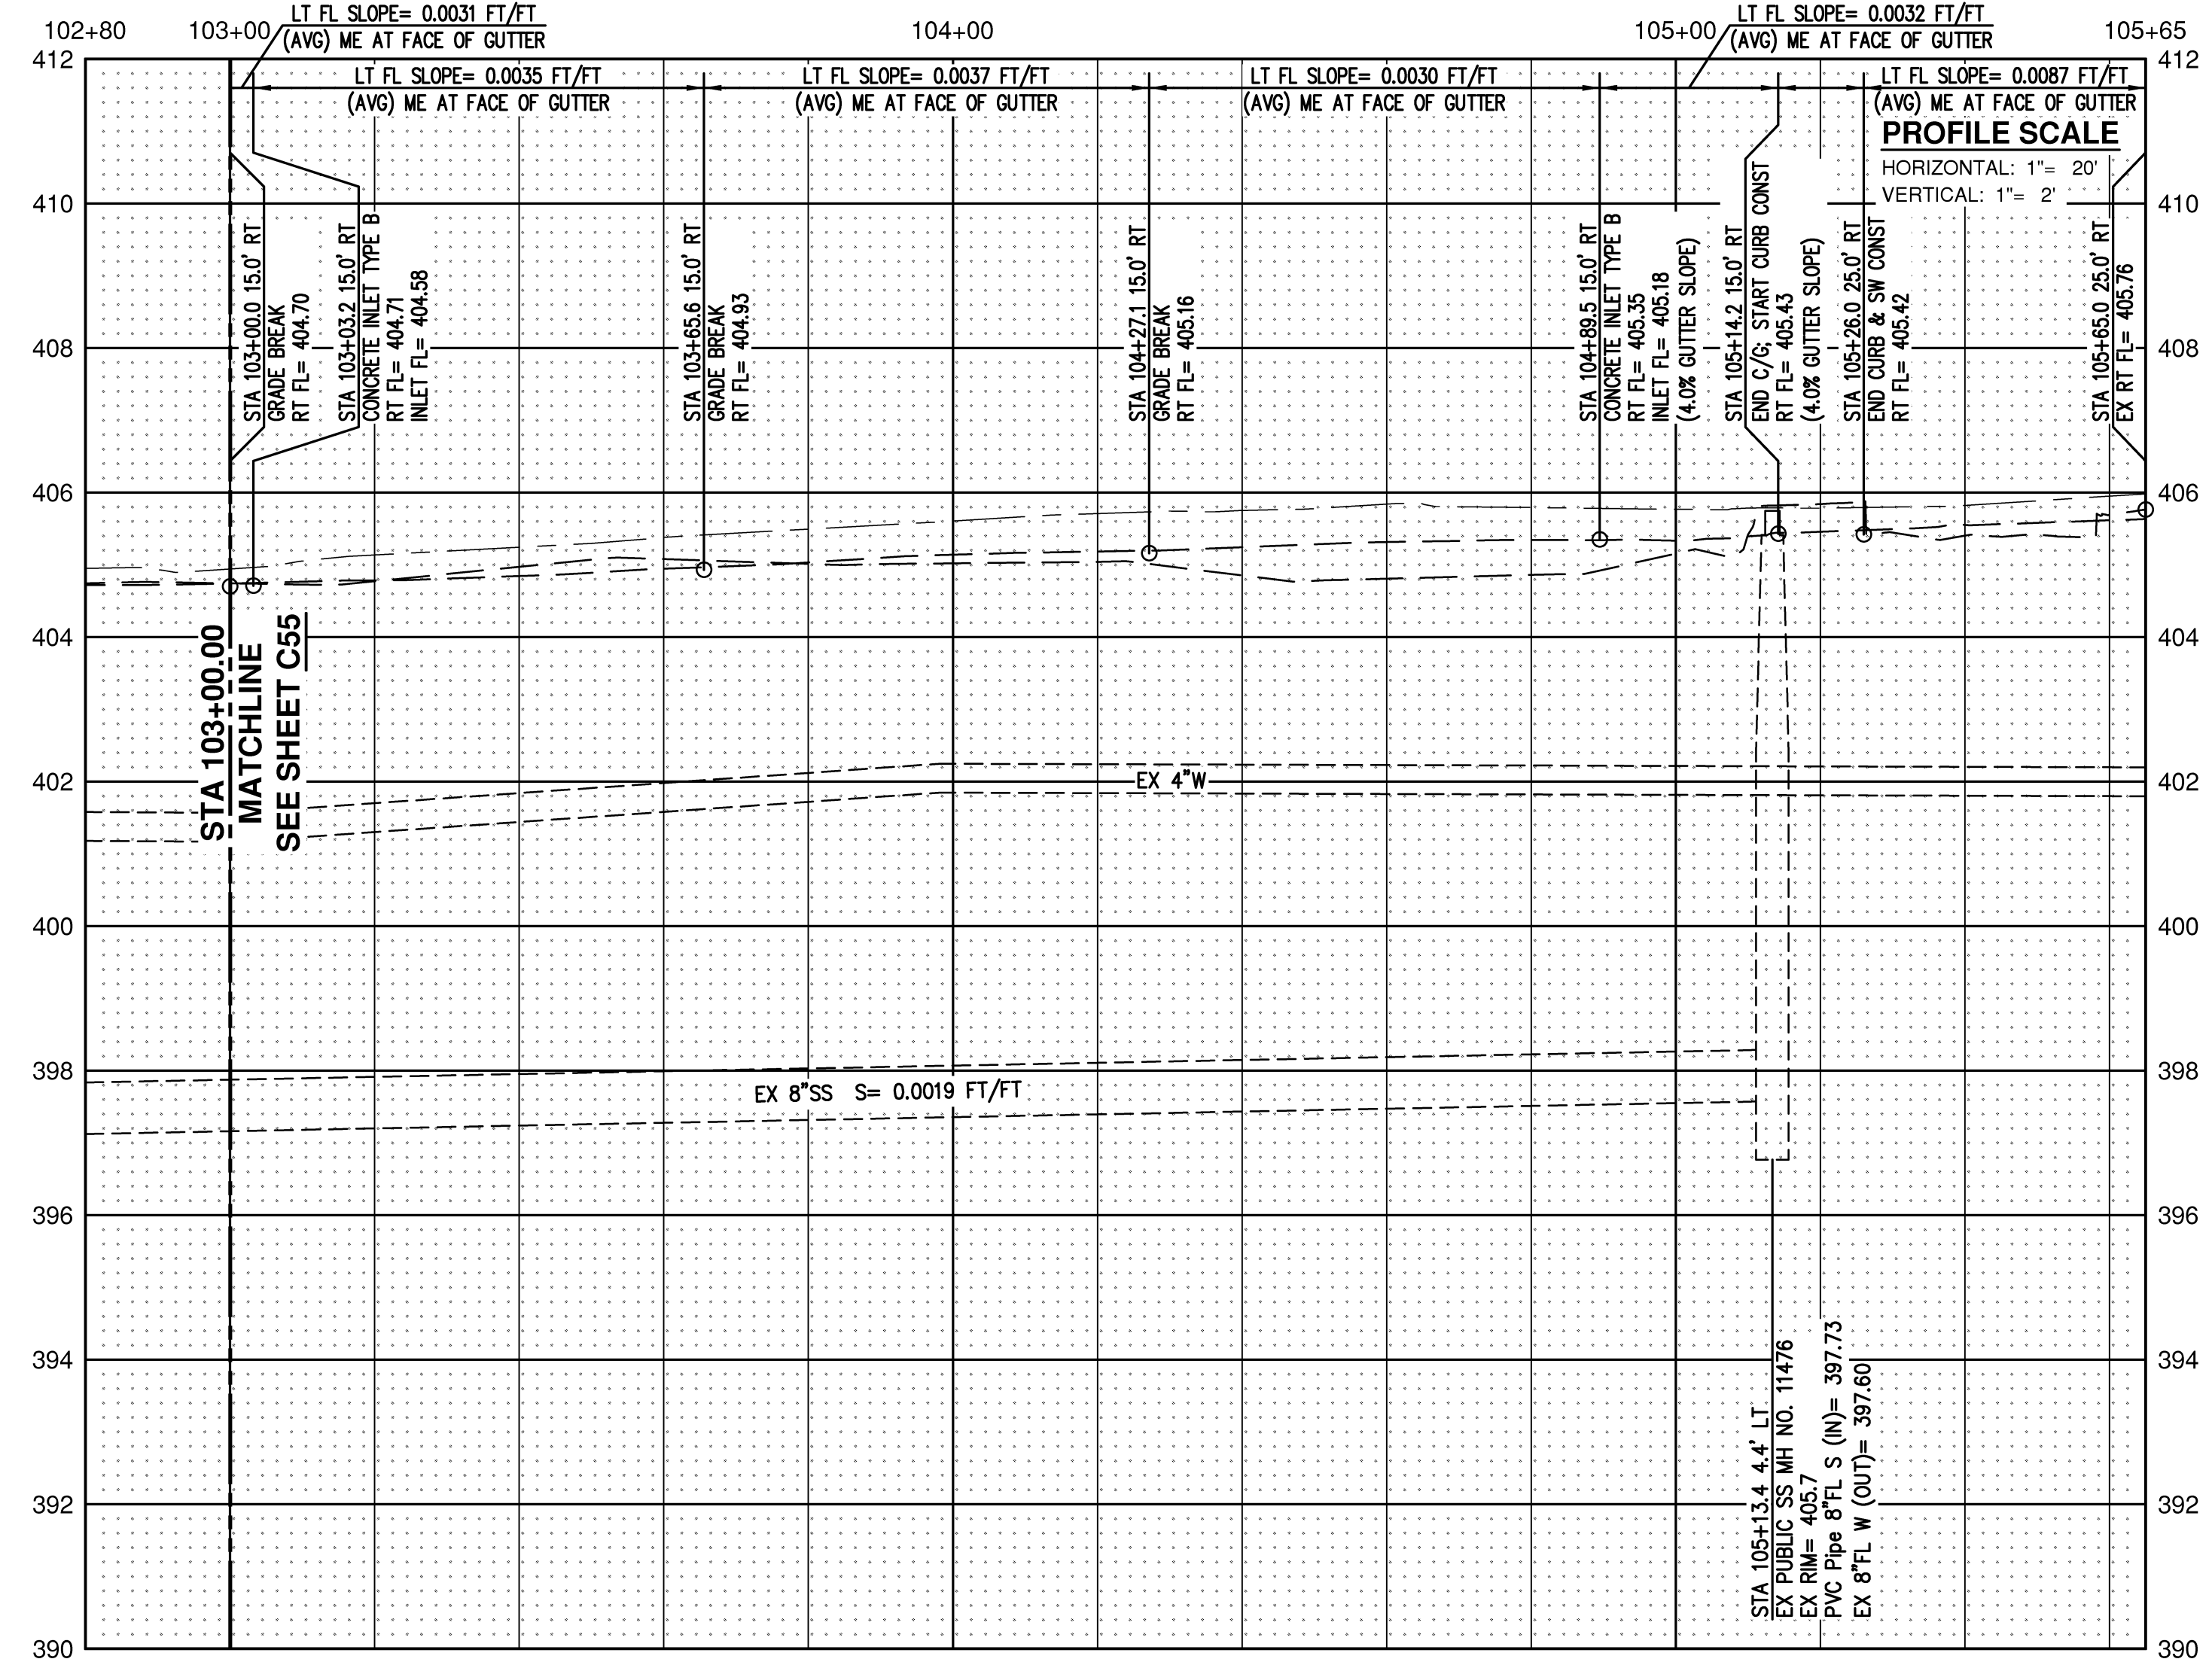 LT FL SLOPE= 0.0031 FT/FT
(AVG) ME AT FACE OF GUTTER
LT FL SLOPE= 0.0032 FT/FT
(AVG) ME AT FACE OF GUTTER
102+80 103+00 104+00 105+00 105+65
412 412
LT FL SLOPE= 0.0035 FT/FT
(AVG) ME AT FACE OF GUTTER
LT FL SLOPE= 0.0037 FT/FT
(AVG) ME AT FACE OF GUTTER
LT FL SLOPE= 0.0030 FT/FT
(AVG) ME AT FACE OF GUTTER
LT FL SLOPE= 0.0087 FT/FT
(AVG) ME AT FACE OF GUTTER
PROFILE SCALE
HORIZONTAL: 1"= 20'
VERTICAL: 1"= 2'
410 410
STA 103+00.0 15.0' RT
GRADE BREAK
RT FL= 404.70
STA 103+03.2 15.0' RT
CONCRETE INLET TYPE B
RT FL= 404.71
INLET FL= 404.58
STA 103+65.6 15.0' RT
GRADE BREAK
RT FL= 404.93
STA 104+27.1 15.0' RT
GRADE BREAK
RT FL= 405.16
STA 104+89.5 15.0' RT
CONCRETE INLET TYPE B
RT FL= 405.35
INLET FL= 405.18
(4.0% GUTTER SLOPE)
STA 105+14.2 15.0' RT
END C/G; START CURB CONST
RT FL= 405.43
(4.0% GUTTER SLOPE)
STA 105+26.0 25.0' RT
END CURB & SW CONST
RT FL= 405.42
STA 105+65.0 25.0' RT
EX RT FL= 405.76
408 408
406 406
404 404
STA 103+00.00
MATCHLINE
SEE SHEET C55
402 402
EX 4"W
400 400
398 398
EX 8"SS S= 0.0019 FT/FT
396 396
394 394
STA 105+13.4 4.4' LT
EX PUBLIC SS MH NO. 11476
EX RIM= 405.7
PVC Pipe 8"FL S (IN)= 397.73
EX 8"FL W (OUT)= 397.60
392 392
390 390